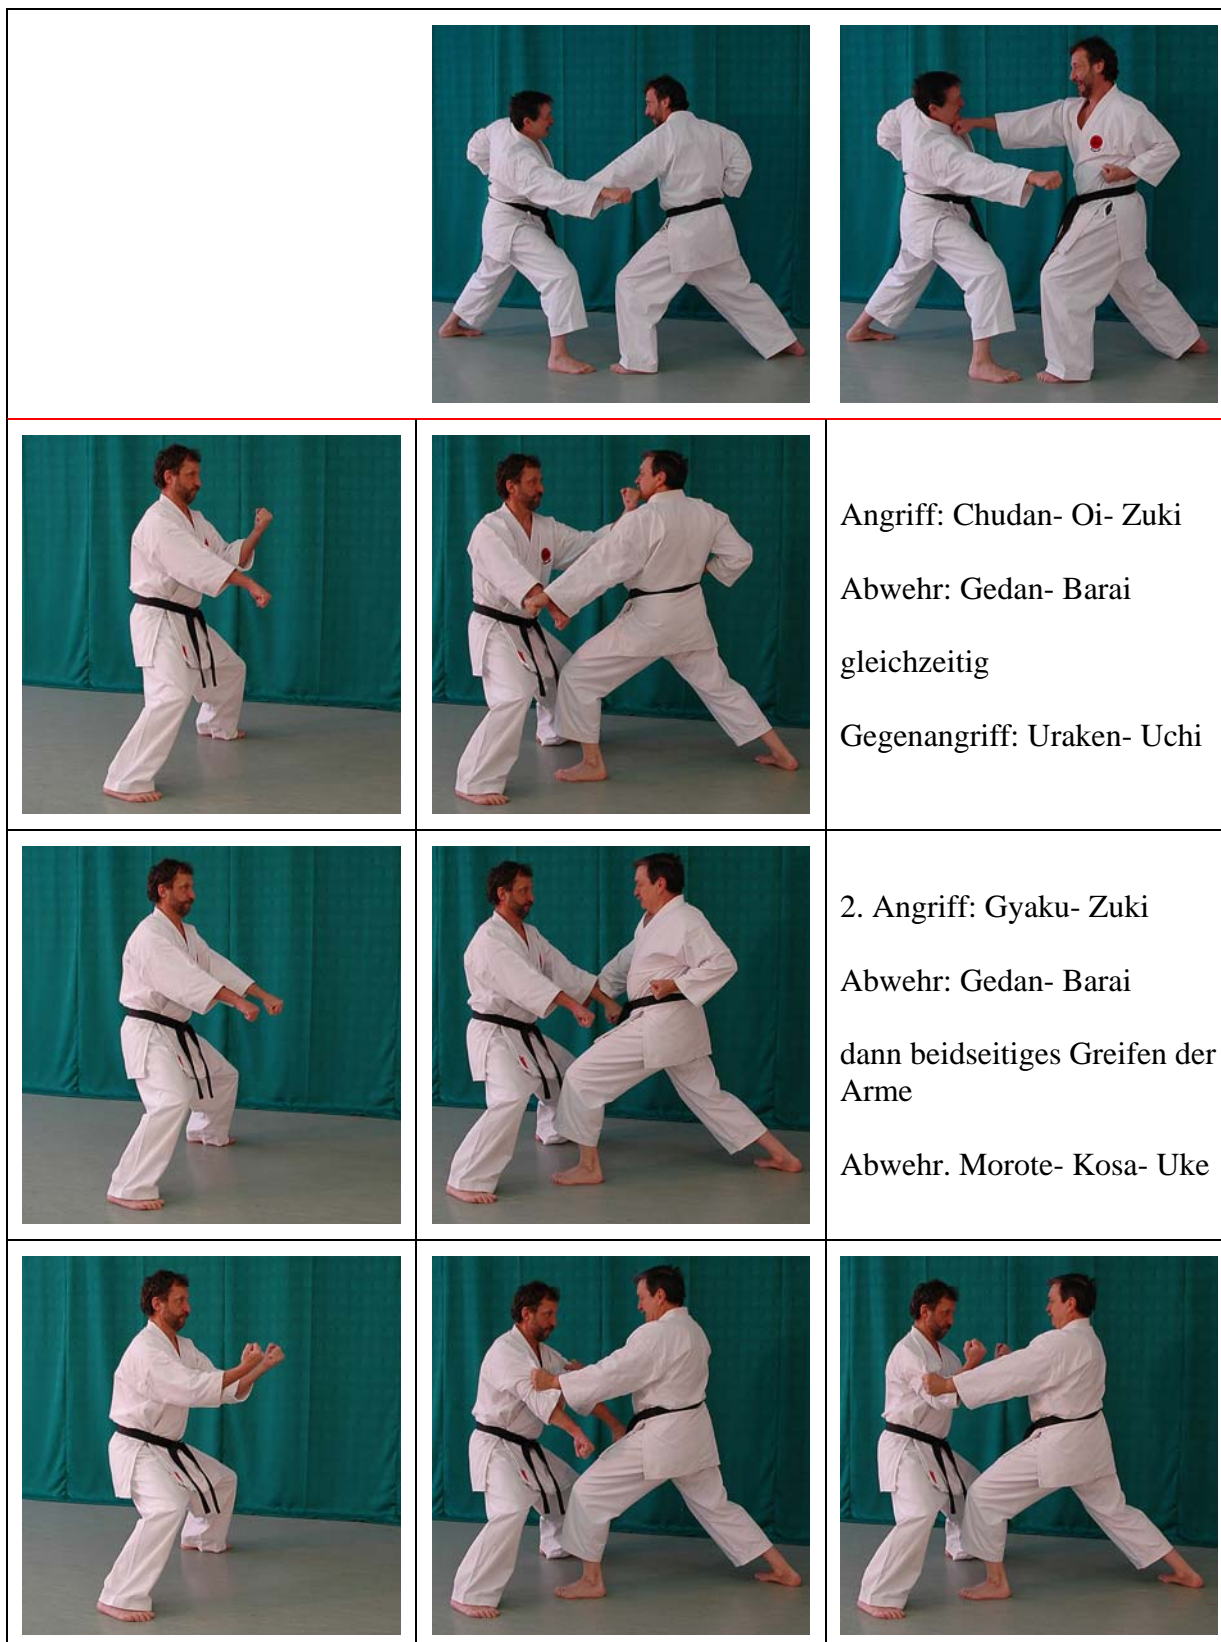 Angriff: Chudan- Oi- Zuki
Abwehr: Gedan- Barai
gleichzeitig
Gegenangriff: Uraken- Uchi
2. Angriff: Gyaku- Zuki
Abwehr: Gedan- Barai
dann beidseitiges Greifen der
Arme
Abwehr. Morote- Kosa- Uke